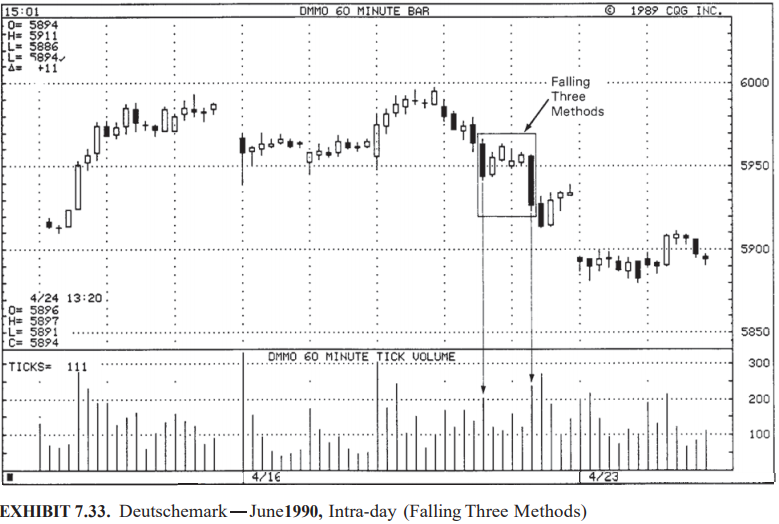 15:01 DMMO 60 MINUTE BAR © 1989 CQG INC.
O= 5894
H= 5911
L= 5886
L= 5894✓
Δ= +11
Falling
Three
Methods
6000
5950
5900
5850
4/24 13:20
O= 5896
H= 5897
L= 5891
C= 5894
DMMO 60 MINUTE TICK VOLUME
TICKS= 111
300
200
100
4/16 4/23
EXHIBIT 7.33. Deutschemark—June1990, Intra-day (Falling Three Methods)